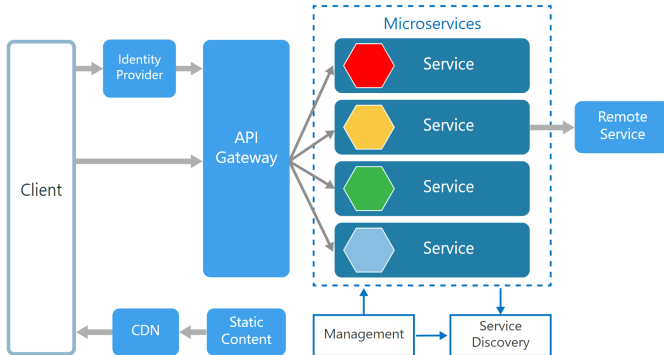 Microservices
Identity
Provider
API
Gateway
Service
Service
Service
Service
Remote
Service
Client
CDN
Static
Content
Management
Service
Discovery